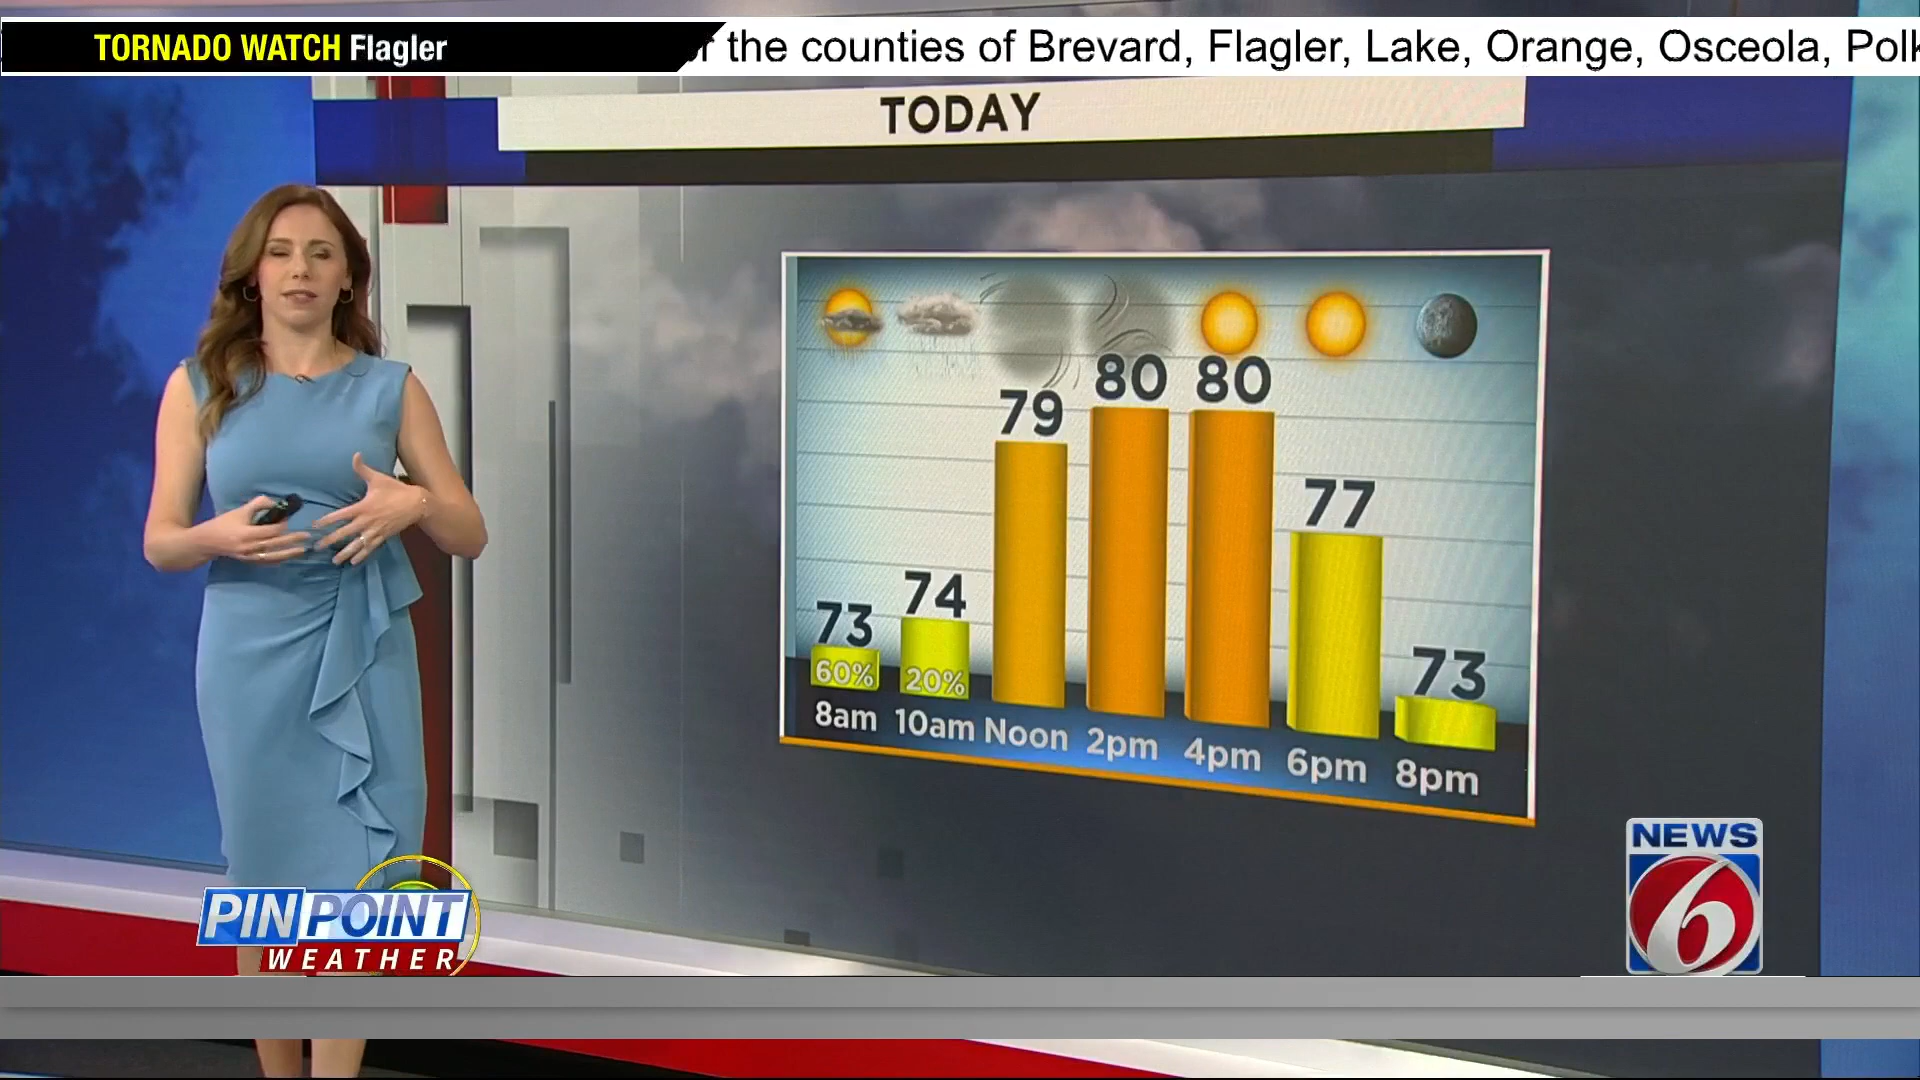 TORNADO WATCH Flagler
the counties of Brevard, Flagler, Lake, Orange, Osceola,
TODAY
79 80 80
77
73 74 73
60% 20%
8am 10am Noon 2pm 4pm 6pm 8pm
NEWS
6
PINPOINT
WEATHER